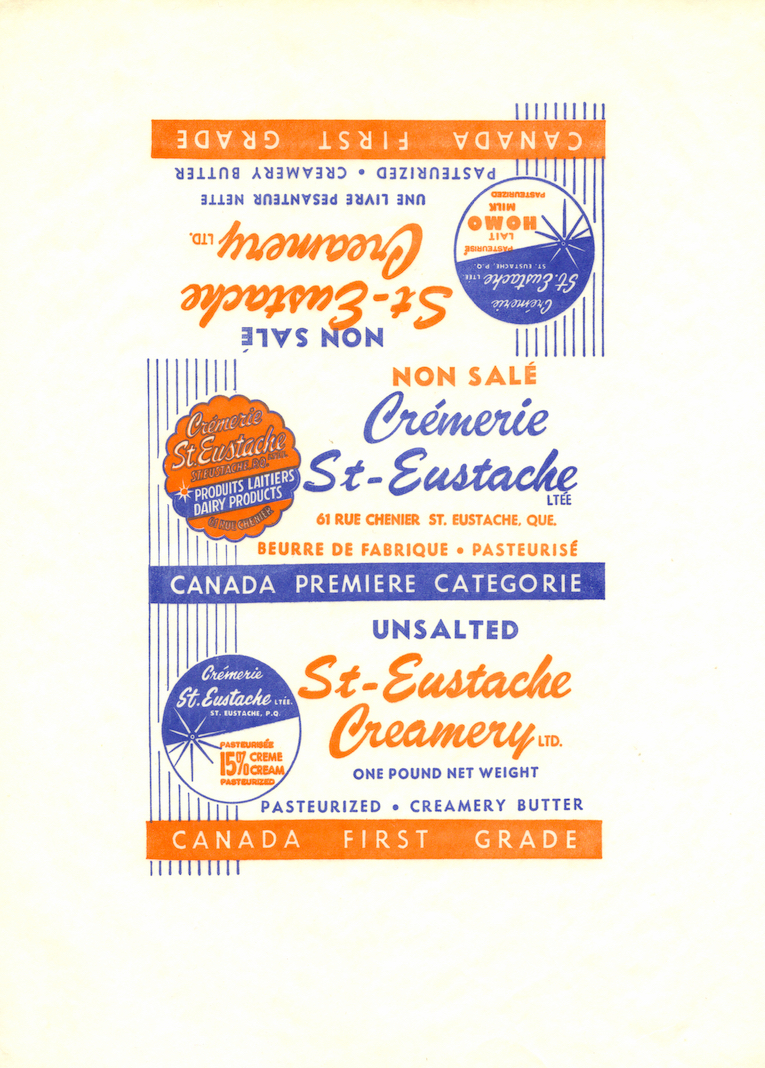 CANADA FIRST GRADE
PASTEURIZED • CREAMERY BUTTER
UNE LIVRE PESANTEUR NETTE
Creamery LTD.
St-Eustache
NON SALÉ
PASTEURIZED
MILK
HOMO
LAIT
PASTEURISÉ
ST. EUSTACHE, P.Q.
St-Eustache LTEE
Crémerie
NON SALÉ
Crémerie
St-Eustache
LTÉE
61 RUE CHENIER ST. EUSTACHE, QUE.
BEURRE DE FABRIQUE • PASTEURISÉ
Crémerie
St. Eustache
ST. EUSTACHE, P.Q.
PRODUITS LAITIERS
DAIRY PRODUCTS
61 RUE CHENIER
CANADA PREMIERE CATEGORIE
UNSALTED
St-Eustache
Creamery LTD.
ONE POUND NET WEIGHT
PASTEURIZED • CREAMERY BUTTER
Crémerie
St. Eustache LTÉE.
ST. EUSTACHE, P.Q.
PASTEURISÉE
15% CREME
CREAM
PASTEURIZED
CANADA FIRST GRADE